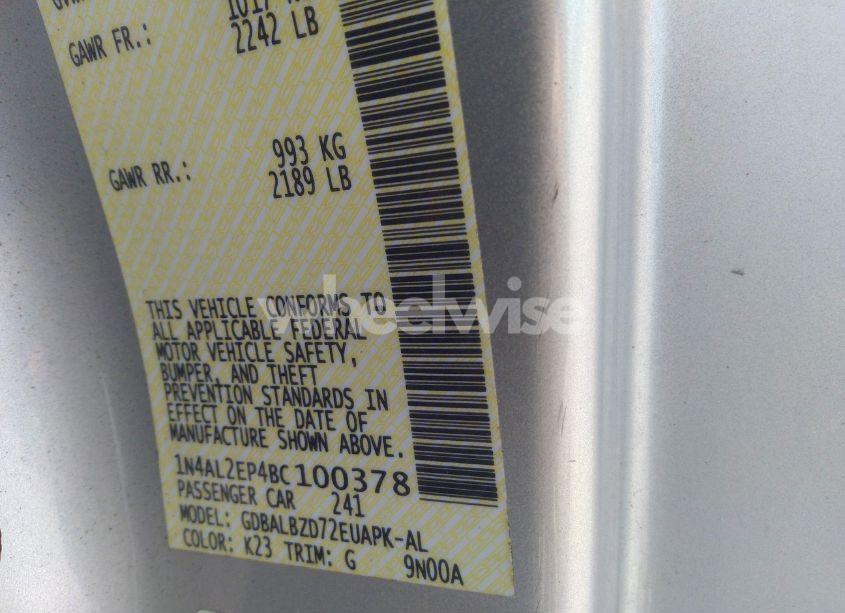 GAWR FR.: 2242 LB
993 KG
GAWR RR.: 2189 LB
THIS VEHICLE CONFORMS TO
ALL APPLICABLE FEDERAL
MOTOR VEHICLE SAFETY,
BUMPER, AND THEFT
PREVENTION STANDARDS IN
EFFECT ON THE DATE OF
MANUFACTURE SHOWN ABOVE.
1N4AL2EP4BC100378
PASSENGER CAR 241
MODEL: GDBALBZD72EUAPK-AL
COLOR: K23 TRIM: G 9N00A
wheelwise